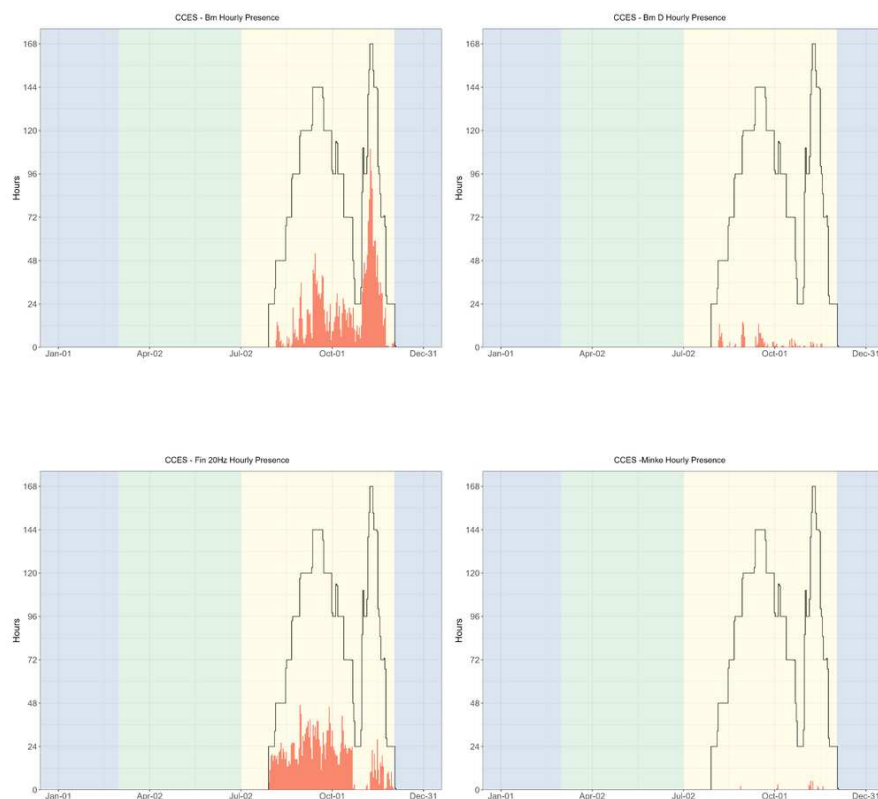 CCES - Bm Hourly Presence
168
144
120
96
72
48
24
0
Hours
Jan-01 Apr-02 Jul-02 Oct-01 Dec-31
CCES - Bm D Hourly Presence
168
144
120
96
72
48
24
0
Hours
Jan-01 Apr-02 Jul-02 Oct-01 Dec-31
CCES - Fin 20Hz Hourly Presence
168
144
120
96
72
48
24
0
Hours
Jan-01 Apr-02 Jul-02 Oct-01 Dec-31
CCES -Minke Hourly Presence
168
144
120
96
72
48
24
0
Hours
Jan-01 Apr-02 Jul-02 Oct-01 Dec-31